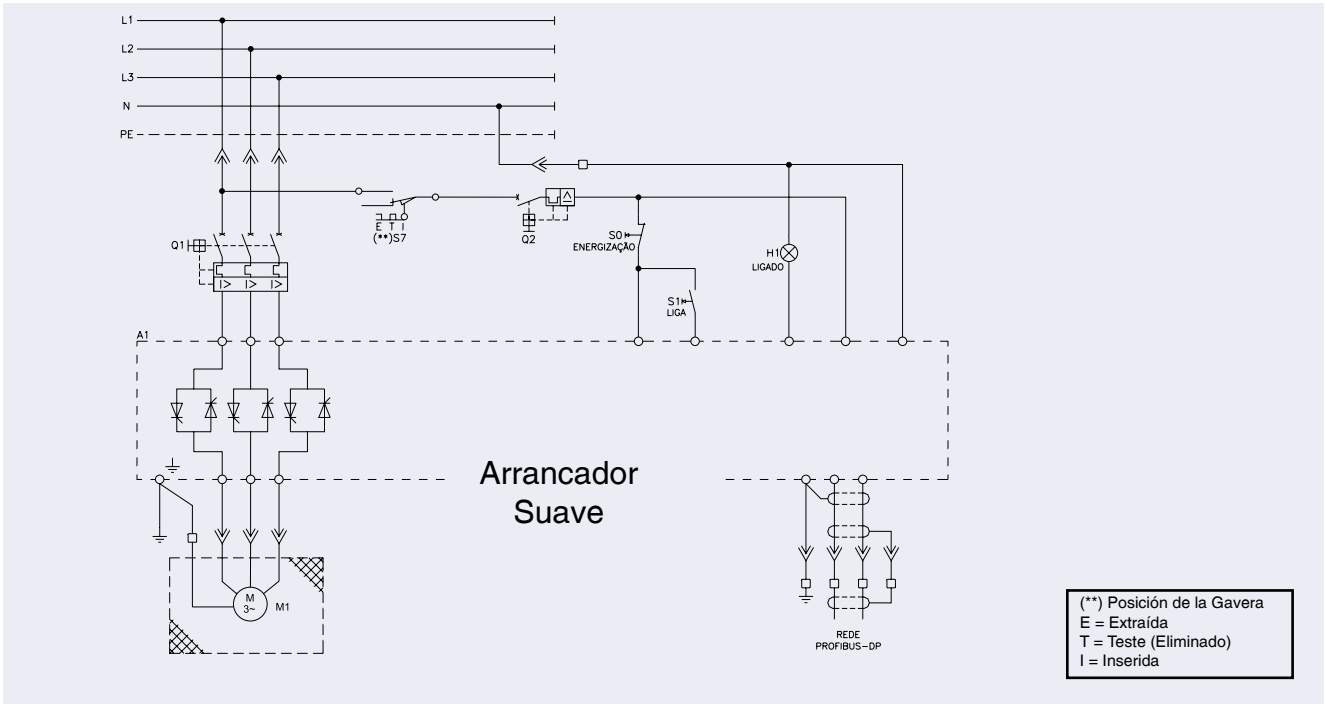 L1
L2
L3
N
PE
E T I
(**)S7
Q2
Q1
S0
ENERGIZAÇÃO
H1
LIGADO
S1
LIGA
I> I> I>
A1
Arrancador
Suave
M
3~
M1
REDE
PROFIBUS-DP
(**) Posición de la Gavera
E = Extraída
T = Teste (Eliminado)
I = Inserida